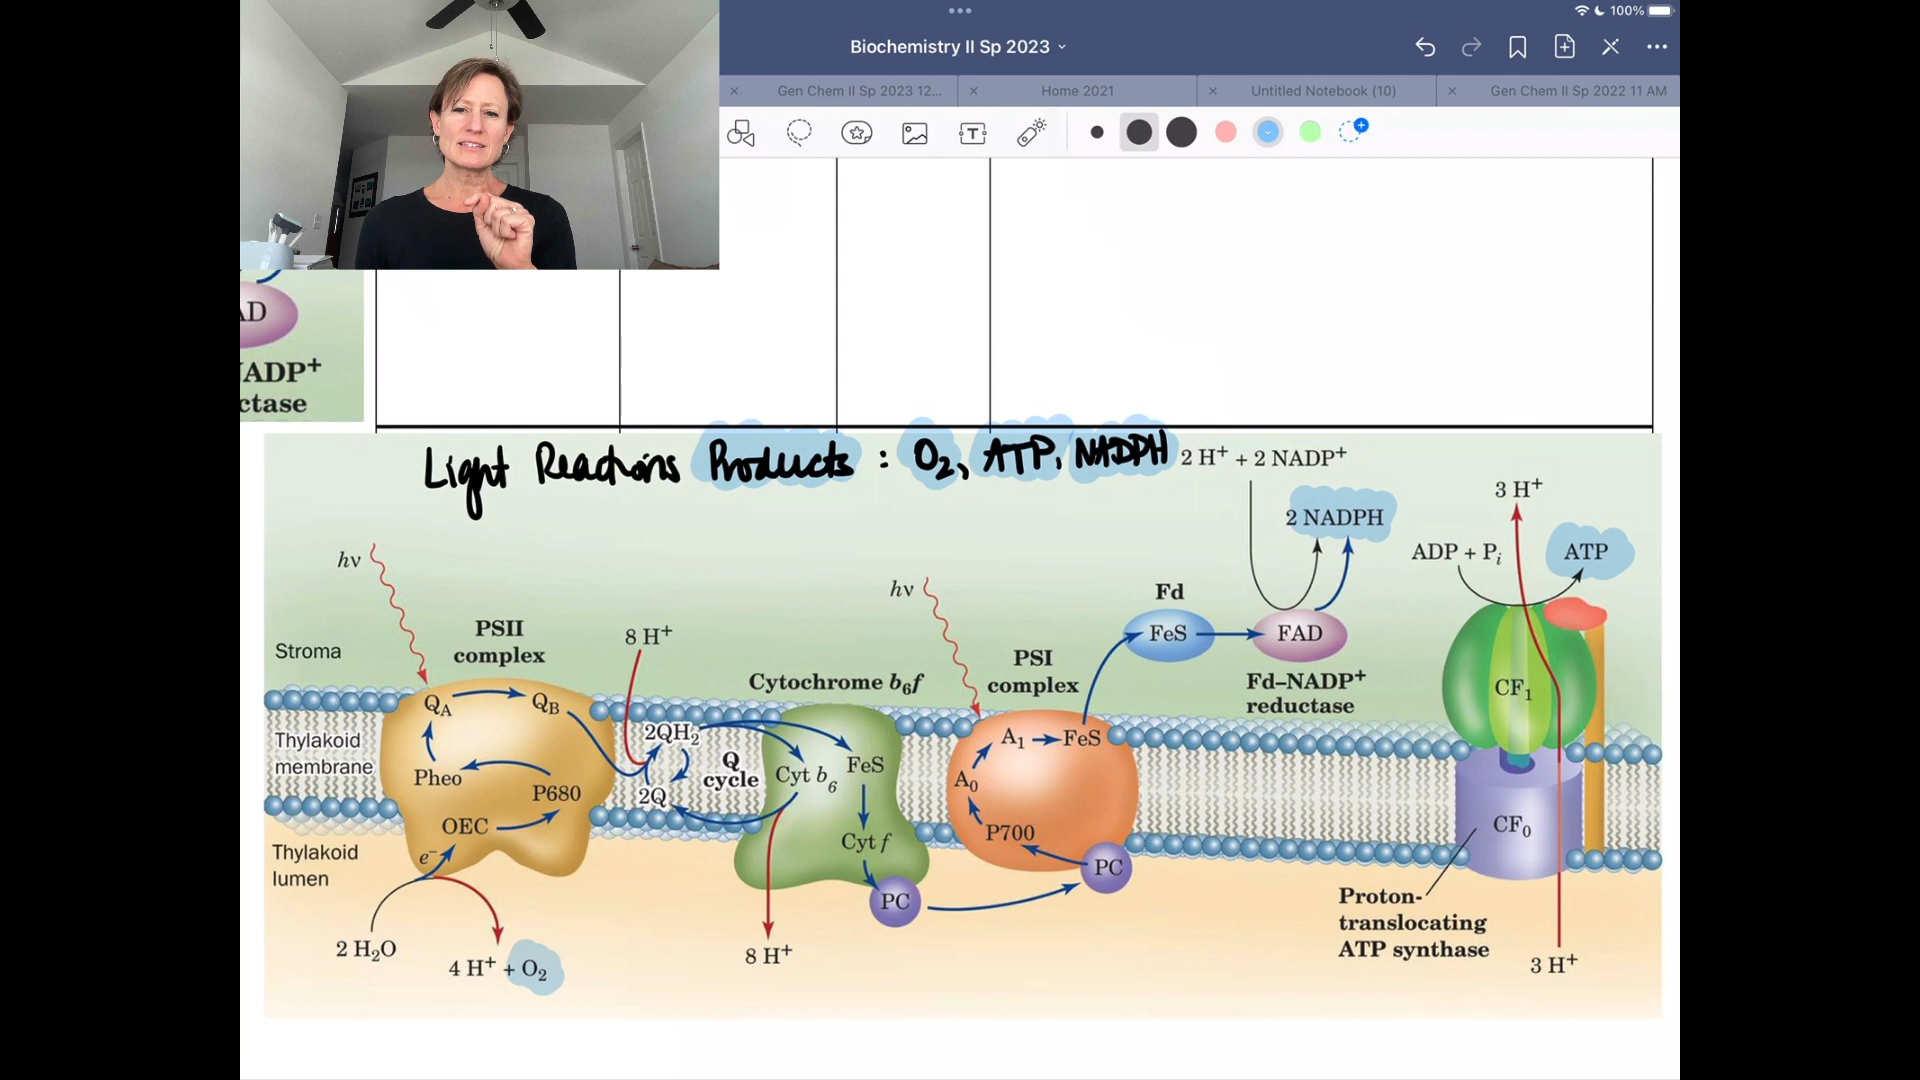 100%
Biochemistry II Sp 2023
Gen Chem II Sp 2023 12...
Home 2021
Untitled Notebook (10)
Gen Chem II Sp 2022 11 AM
T
AD
NADP+
ctase
Light Reactions Products : O2, ATP, NADPH
2 H+ + 2 NADP+
2 NADPH
3 H+
ADP + Pi
ATP
hν
hν
Fd
FeS
FAD
Fd–NADP+
reductase
Stroma
PSII
complex
8 H+
Cytochrome b6f
PSI
complex
CF1
QA
QB
Thylakoid
membrane
2QH2
Q
cycle
2Q
Pheo
P680
OEC
e−
Cyt b6
FeS
Cyt f
A0
A1
FeS
P700
PC
PC
CF0
Thylakoid
lumen
2 H2O
4 H+ + O2
8 H+
Proton-
translocating
ATP synthase
3 H+